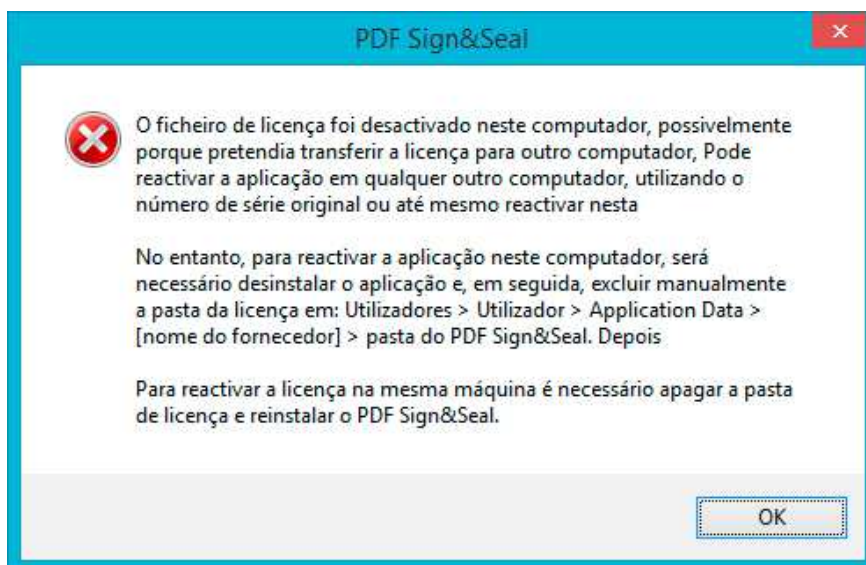 PDF Sign&Seal
O ficheiro de licença foi desactivado neste computador, possivelmente
porque pretendia transferir a licença para outro computador, Pode
reactivar a aplicação em qualquer outro computador, utilizando o
número de série original ou até mesmo reactivar nesta
No entanto, para reactivar a aplicação neste computador, será
necessário desinstalar o aplicação e, em seguida, excluir manualmente
a pasta da licença em: Utilizadores > Utilizador > Application Data >
[nome do fornecedor] > pasta do PDF Sign&Seal. Depois
Para reactivar a licença na mesma máquina é necessário apagar a pasta
de licença e reinstalar o PDF Sign&Seal.
OK